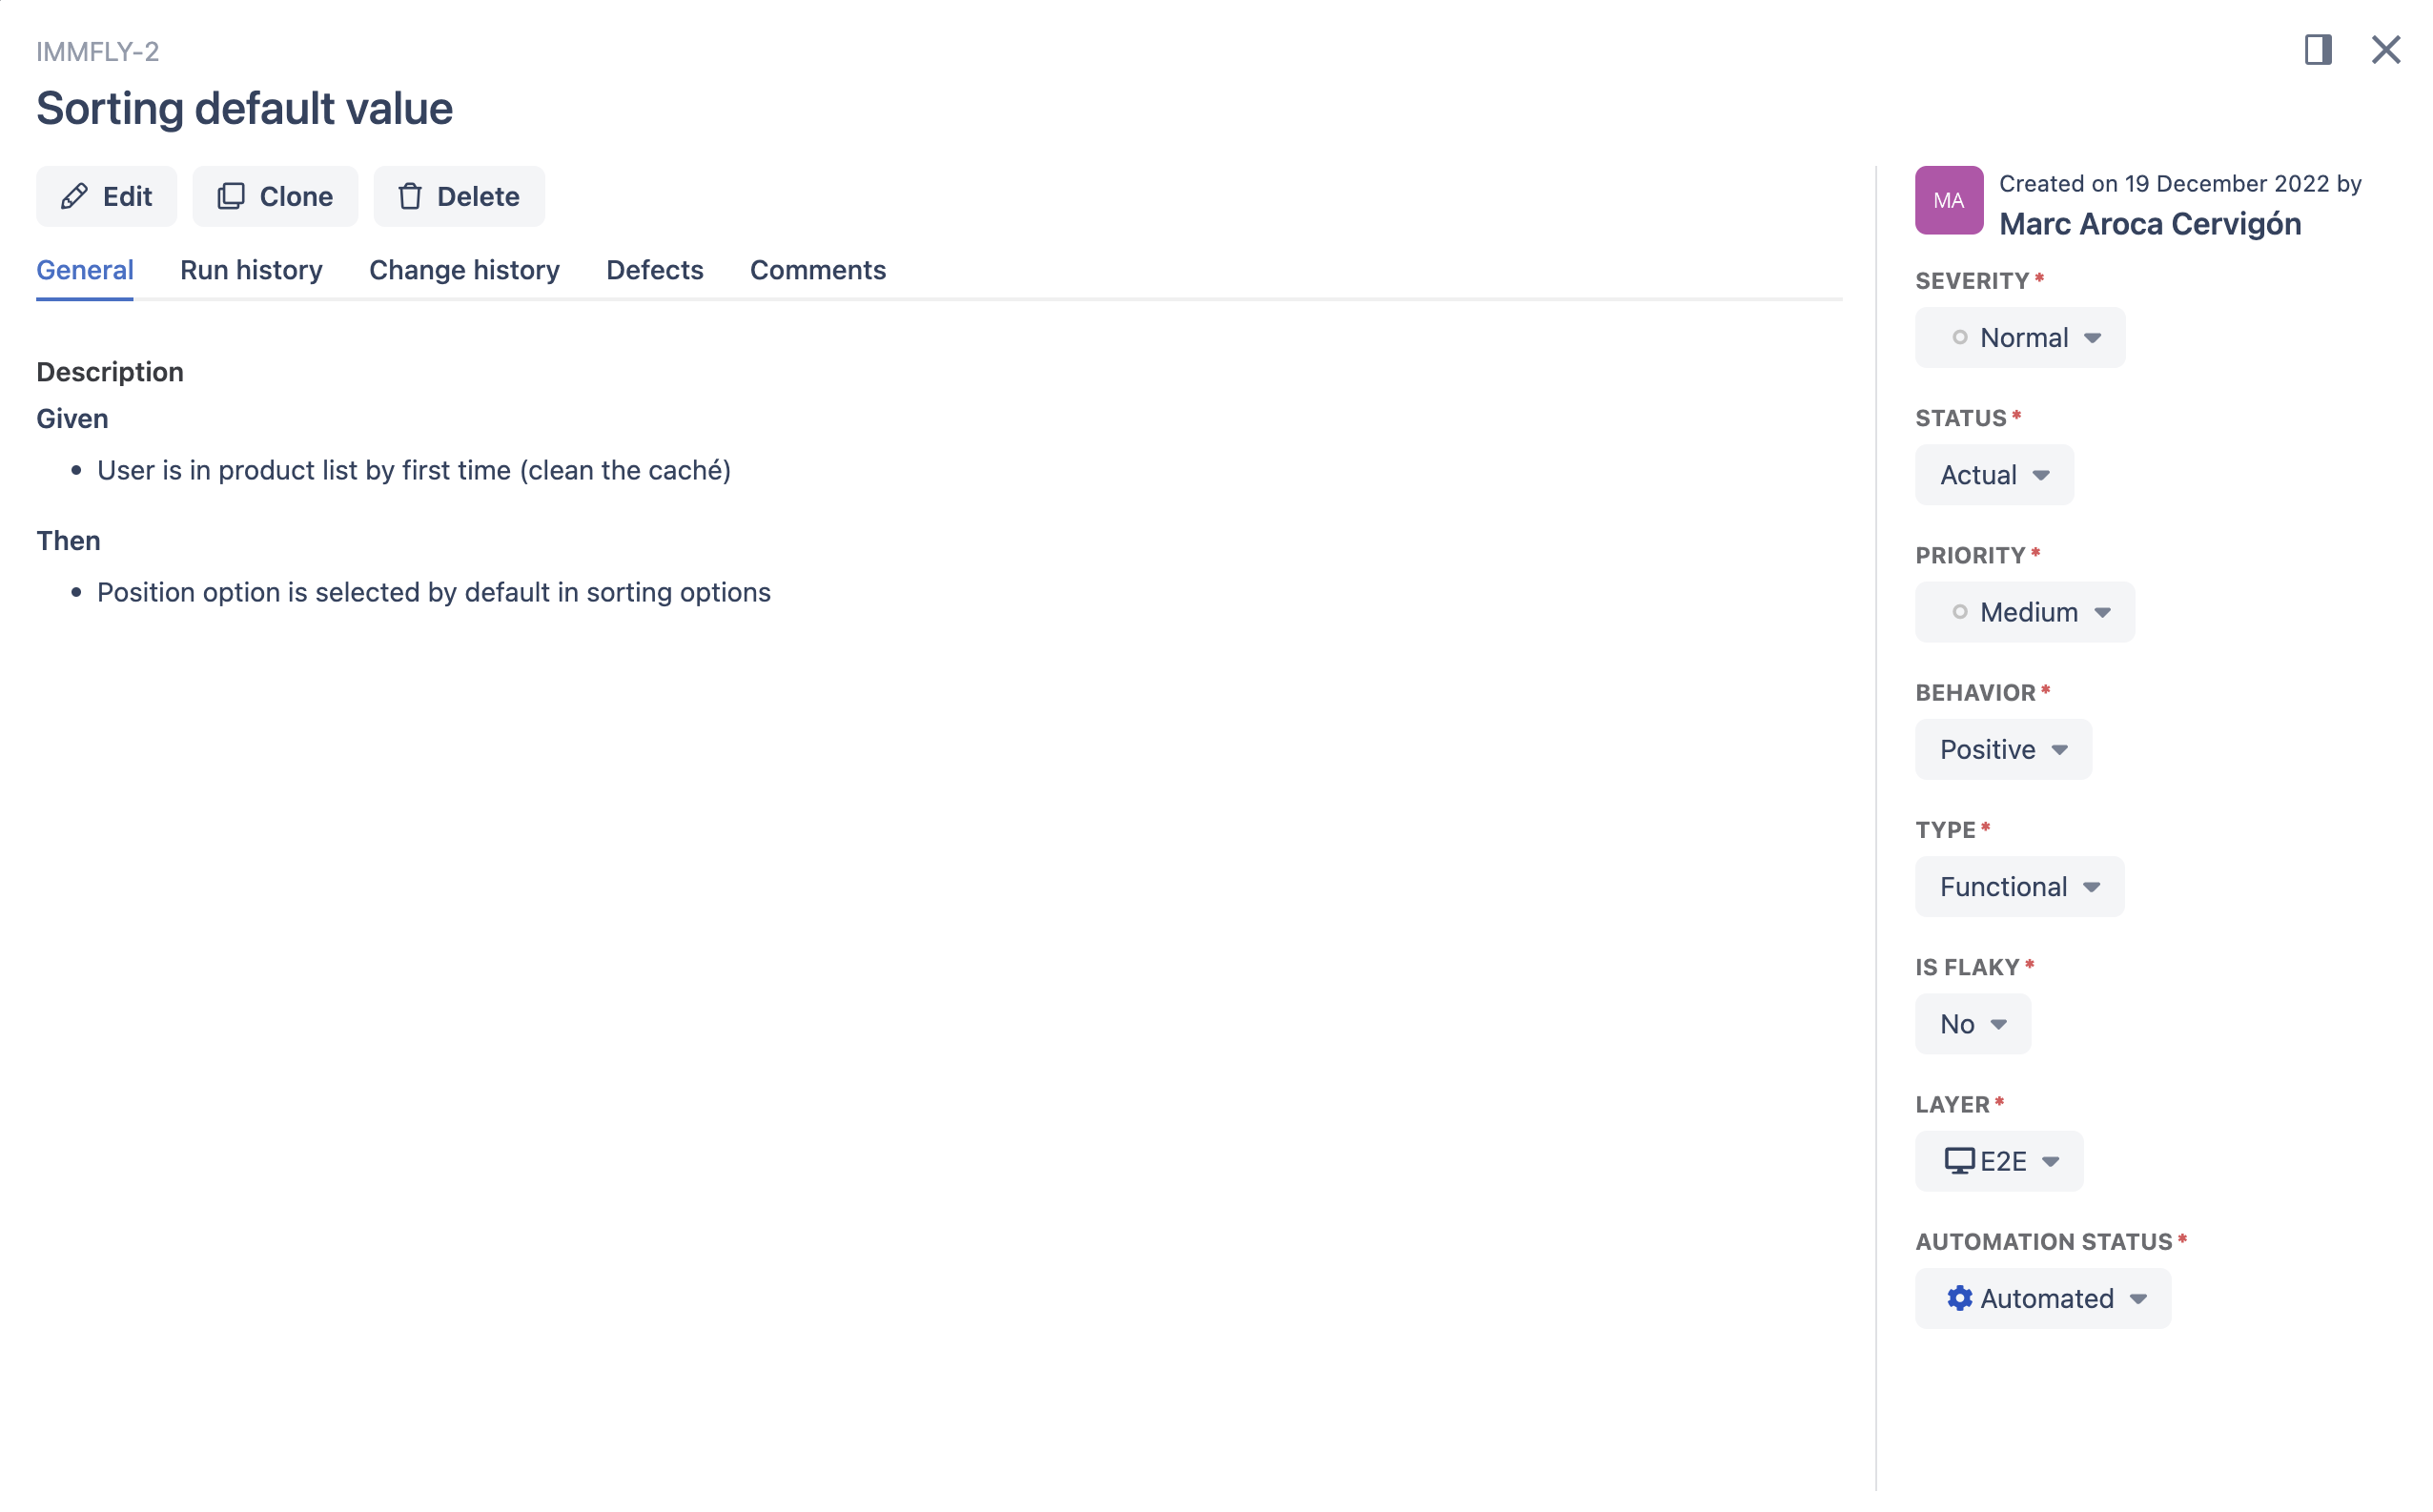 IMMFLY-2
Sorting default value
Edit
Clone
Delete
General
Run history
Change history
Defects
Comments
Description
Given
• User is in product list by first time (clean the caché)
Then
• Position option is selected by default in sorting options
MA
Created on 19 December 2022 by
Marc Aroca Cervigón
SEVERITY*
Normal
STATUS*
Actual
PRIORITY*
Medium
BEHAVIOR*
Positive
TYPE*
Functional
IS FLAKY*
No
LAYER*
E2E
AUTOMATION STATUS*
Automated